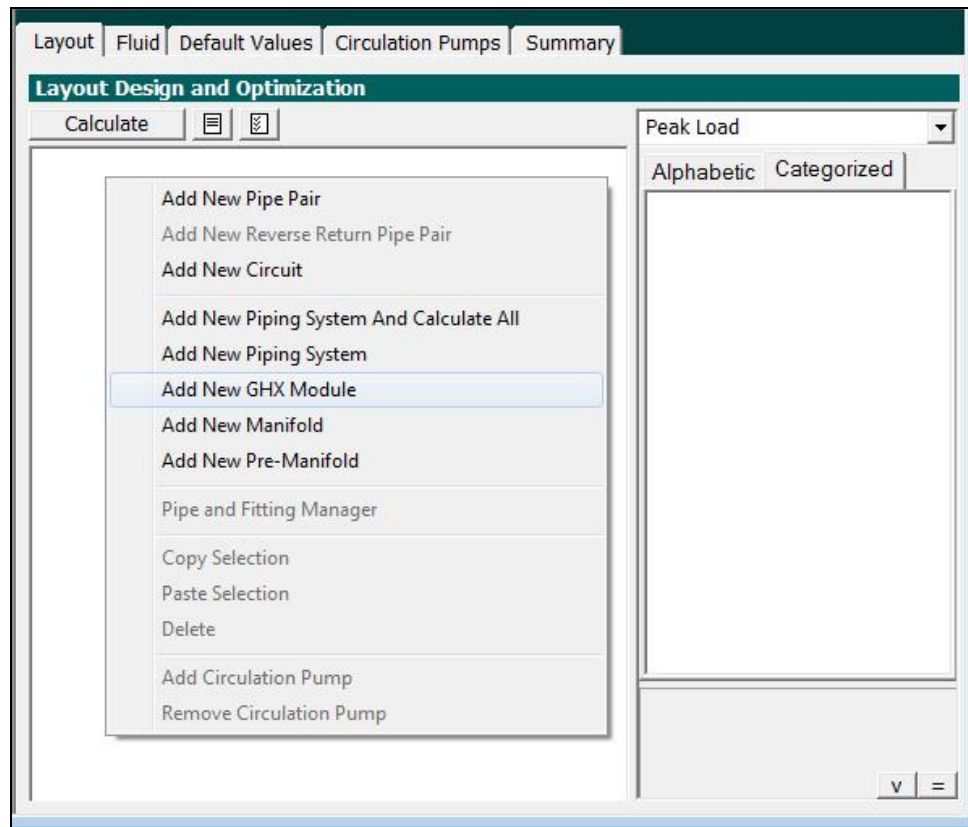 Layout Fluid Default Values Circulation Pumps Summary
Layout Design and Optimization
Calculate
Peak Load
Alphabetic Categorized
Add New Pipe Pair
Add New Reverse Return Pipe Pair
Add New Circuit
Add New Piping System And Calculate All
Add New Piping System
Add New GHX Module
Add New Manifold
Add New Pre-Manifold
Pipe and Fitting Manager
Copy Selection
Paste Selection
Delete
Add Circulation Pump
Remove Circulation Pump
v =